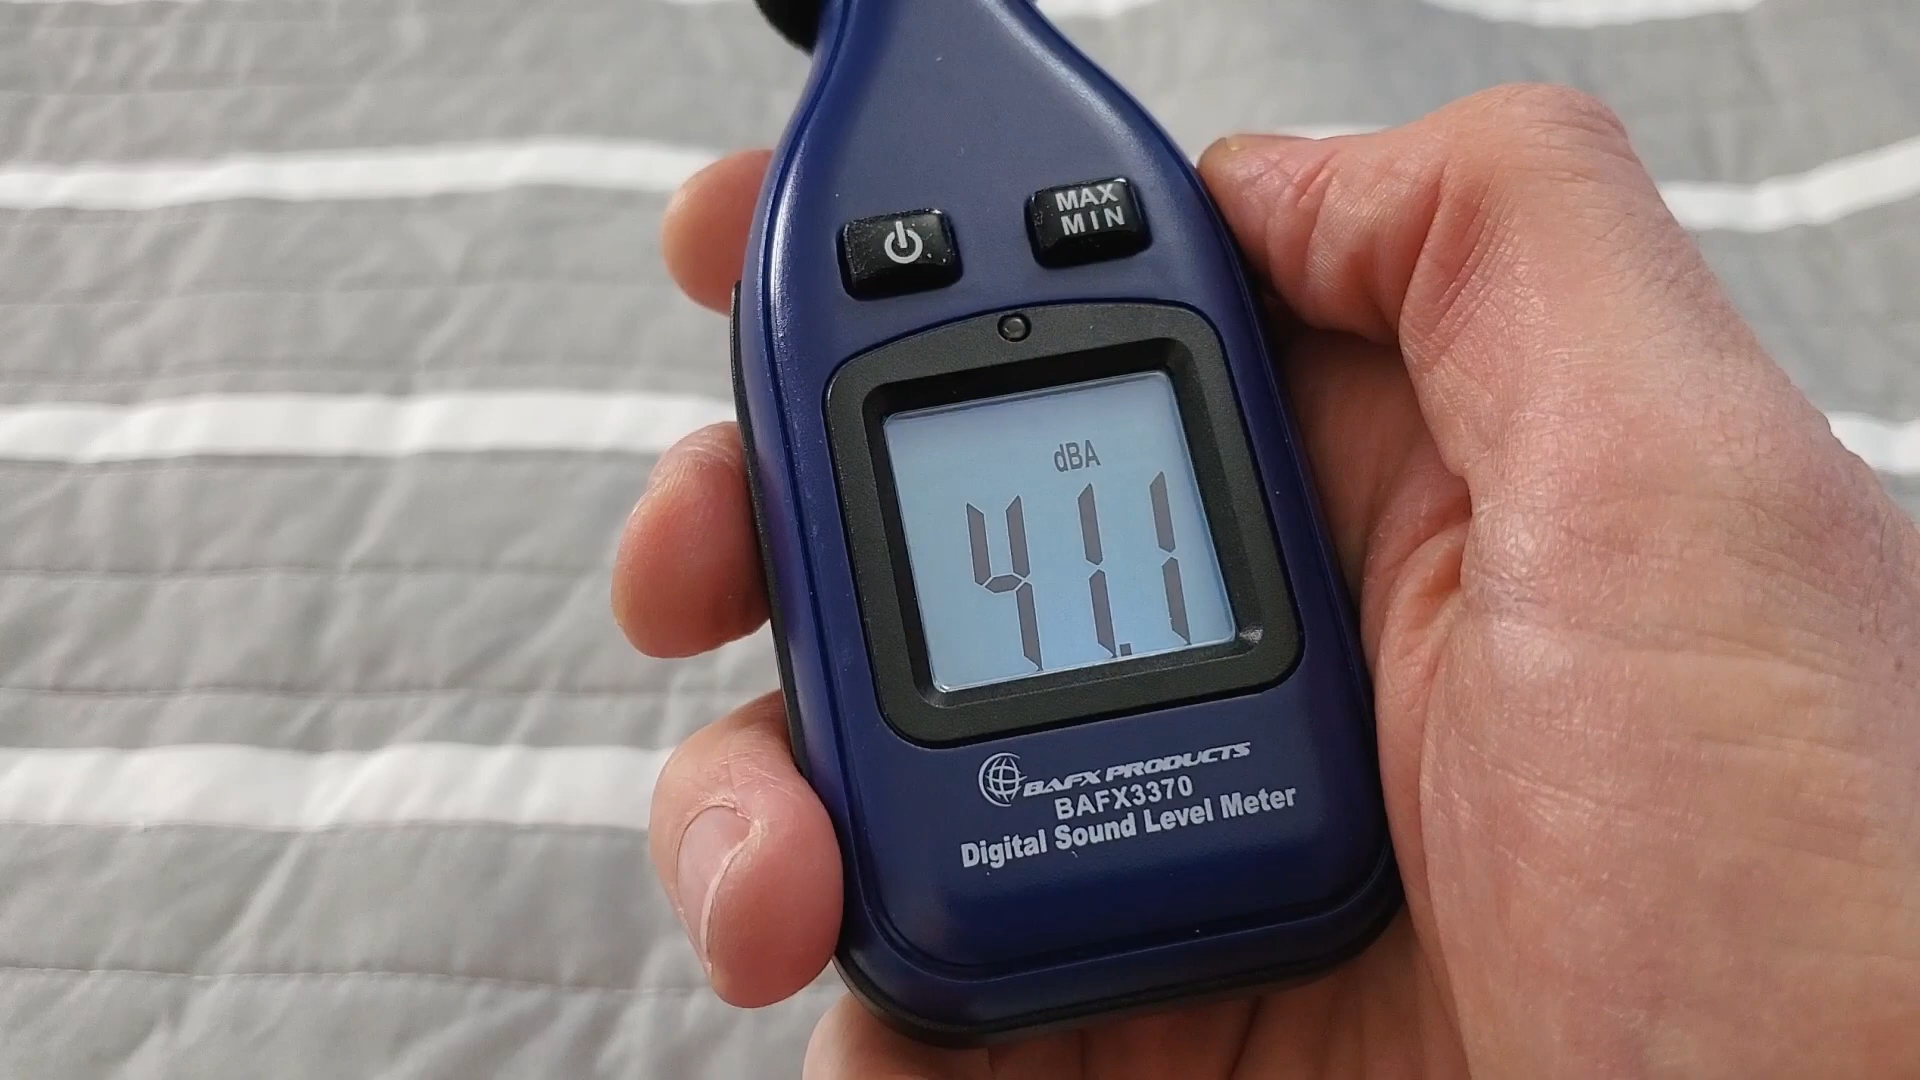 MAX
MIN
dBA
41.1
BAFX PRODUCTS
BAFX3370
Digital Sound Level Meter